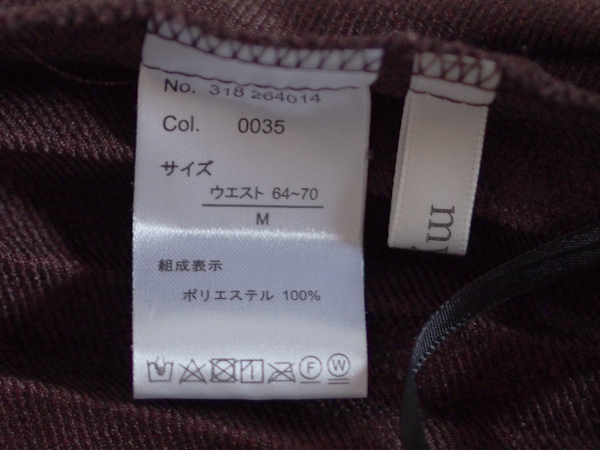 No. 318 264014
Col. 0035
サイズ
ウエスト 64~70
M
組成表示
ポリエステル 100%
F W
m